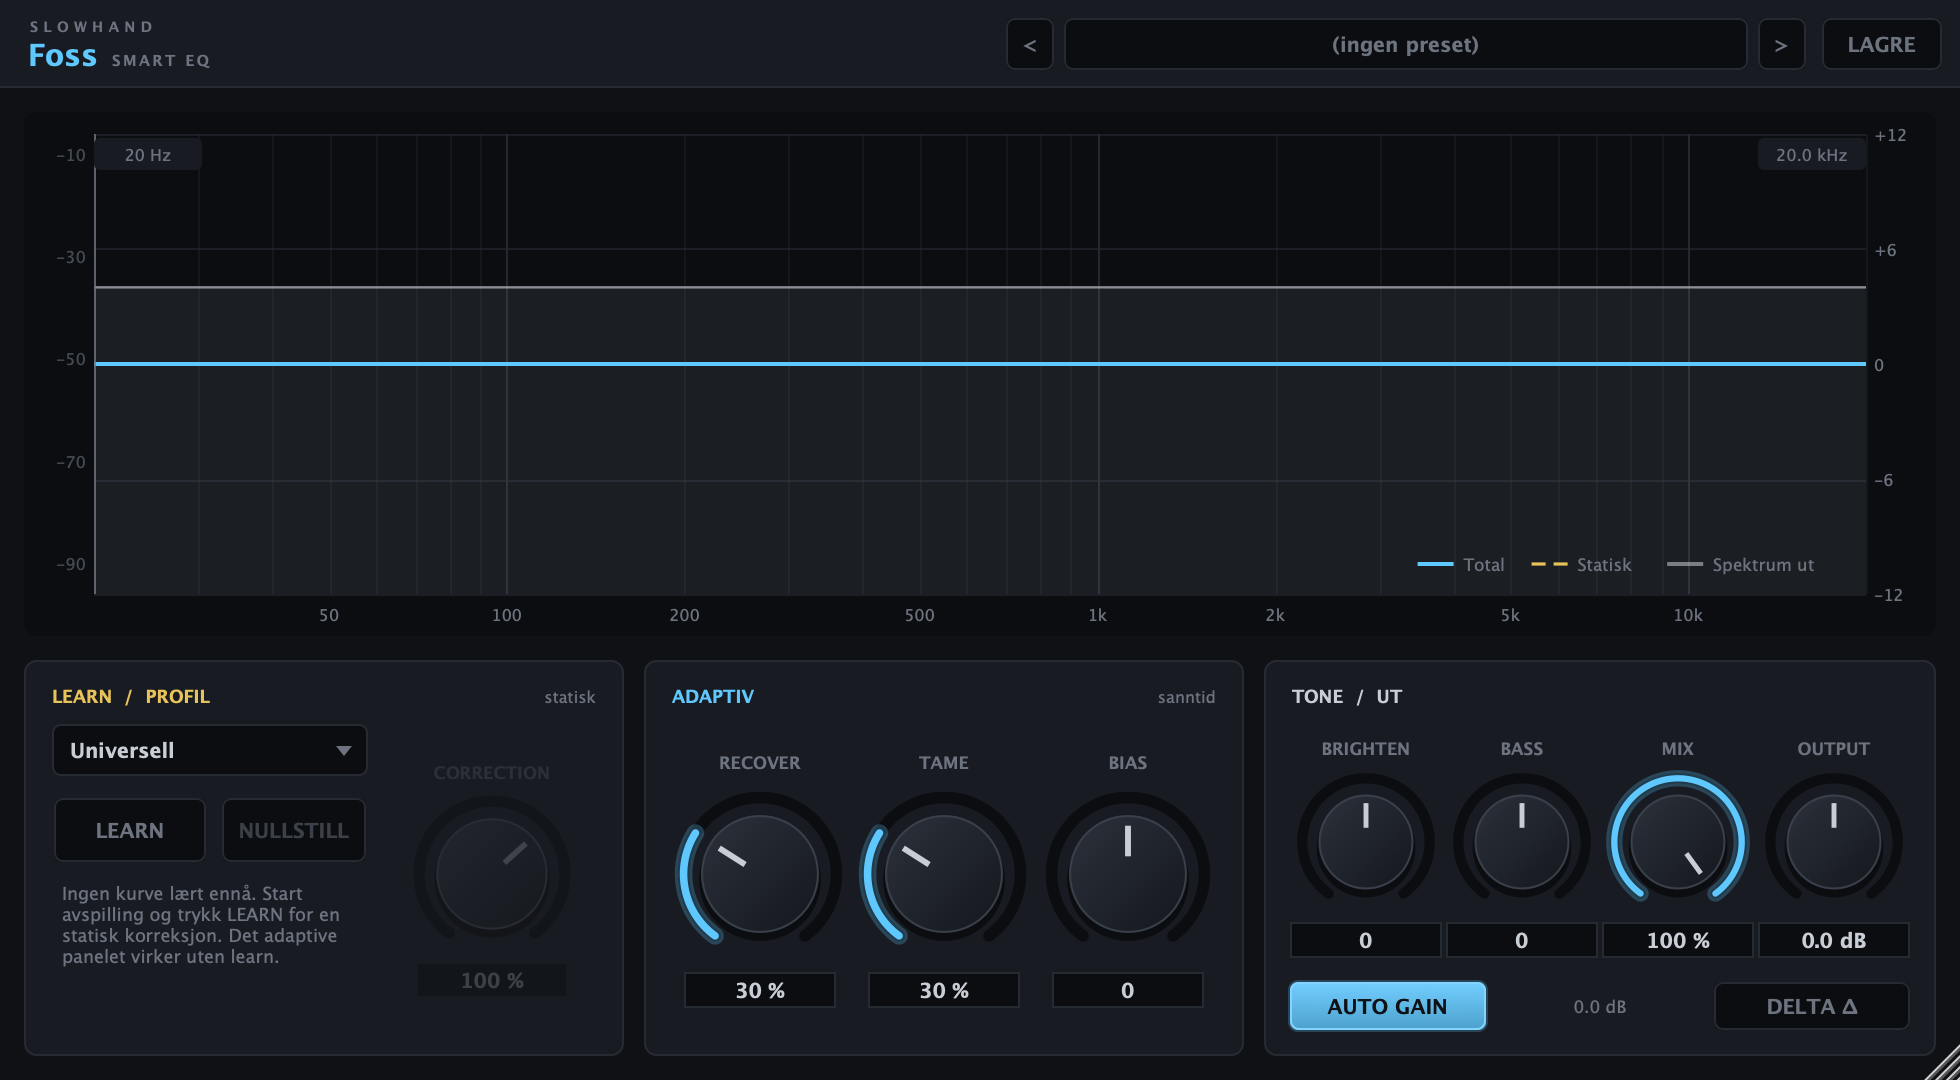 SLOWHAND
Foss SMART EQ
<
(ingen preset)
>
LAGRE
20 Hz
20.0 kHz
-10
-30
-50
-70
-90
+12
+6
0
-6
-12
Total
Statisk
Spektrum ut
50 100 200 500 1k 2k 5k 10k
LEARN / PROFIL
statisk
Universell
CORRECTION
LEARN
NULLSTILL
Ingen kurve lært ennå. Start
avspilling og trykk LEARN for en
statisk korreksjon. Det adaptive
panelet virker uten learn.
100 %
ADAPTIV
sanntid
RECOVER TAME BIAS
30 % 30 % 0
TONE / UT
BRIGHTEN BASS MIX OUTPUT
0 0 100 % 0.0 dB
AUTO GAIN
0.0 dB
DELTA Δ